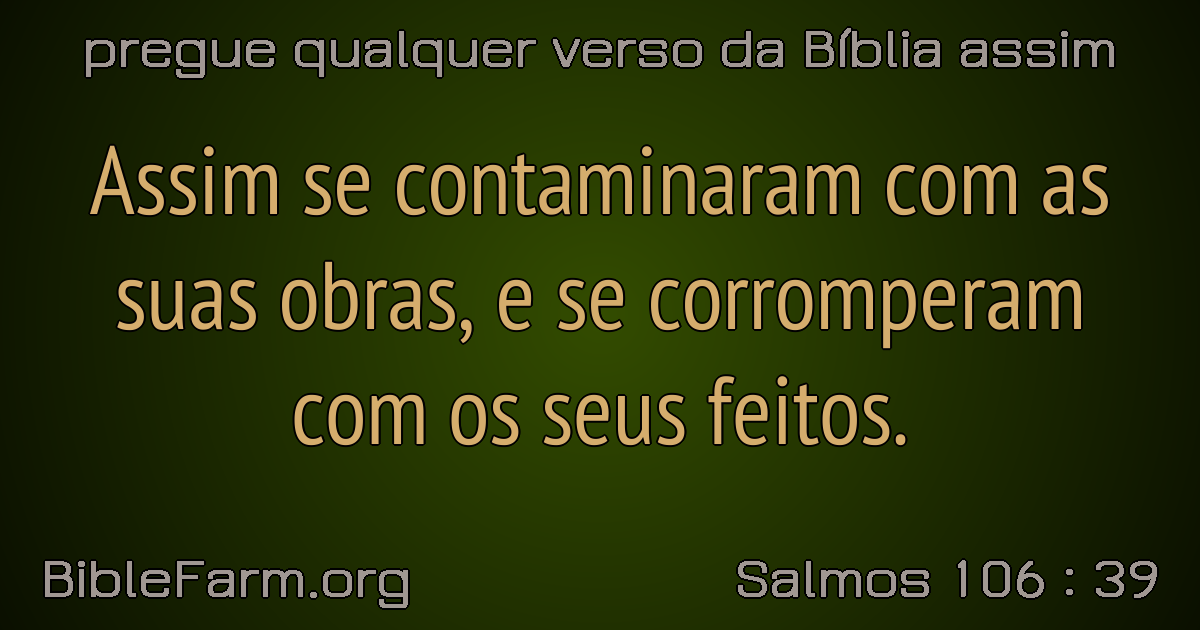 pregue qualquer verso da Bíblia assim
Assim se contaminaram com as
suas obras, e se corromperam
com os seus feitos.
BibleFarm.org
Salmos 106 : 39